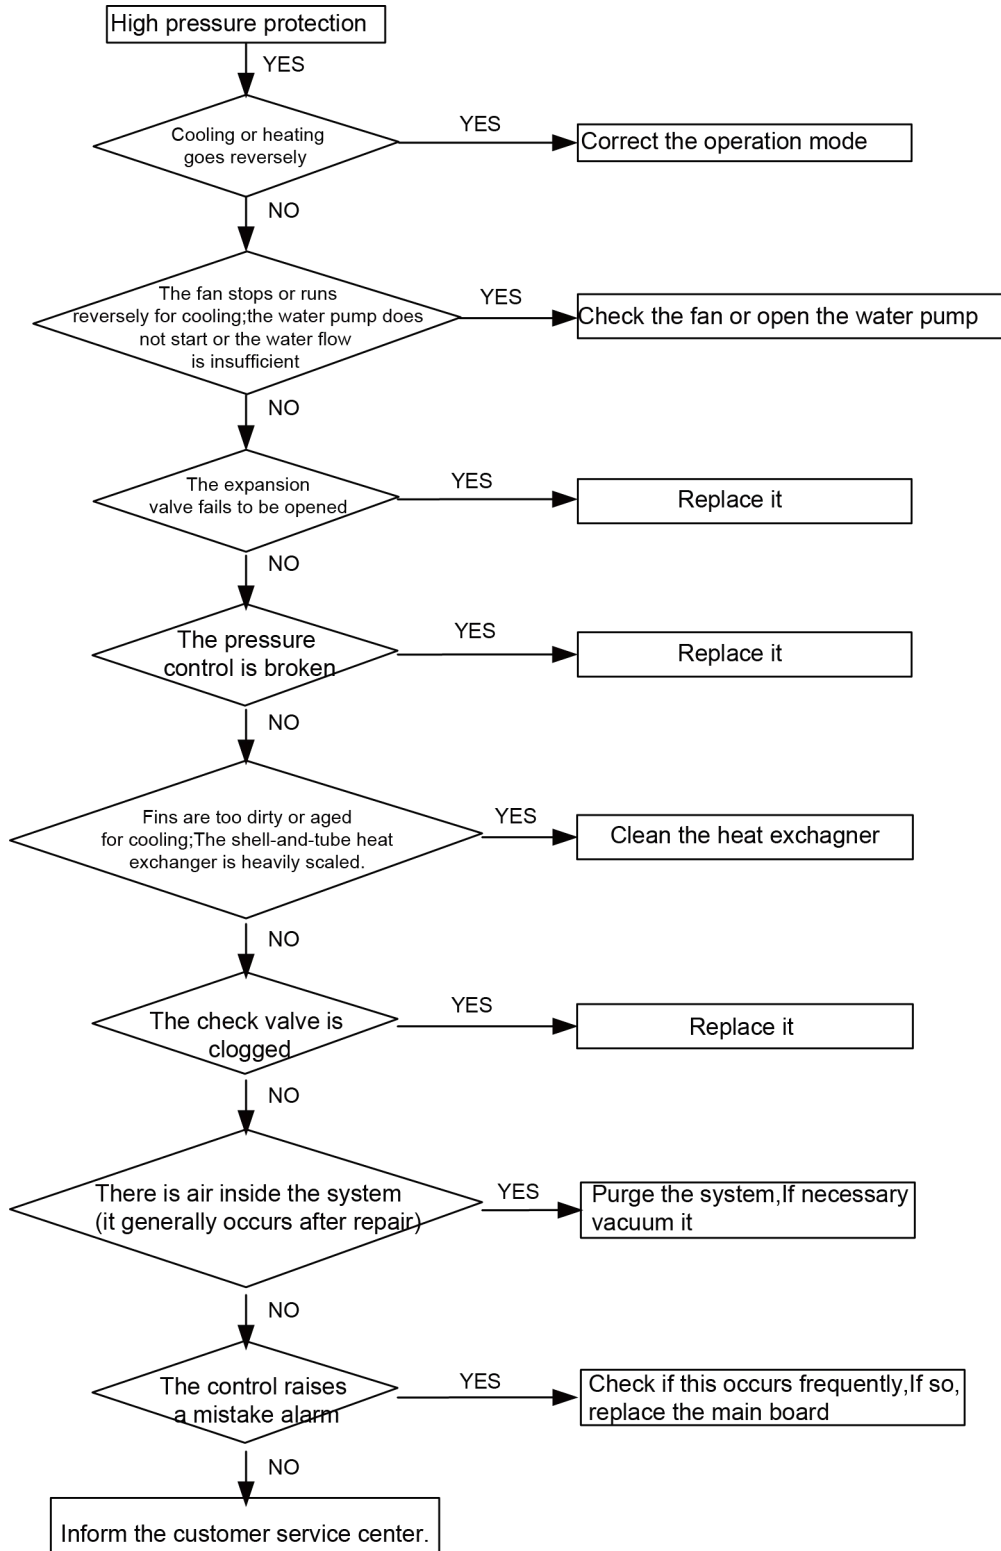 High pressure protection
YES
Cooling or heating
goes reversely
YES
Correct the operation mode
NO
The fan stops or runs
reversely for cooling;the water pump does
not start or the water flow
is insufficient
YES
Check the fan or open the water pump
NO
The expansion
valve fails to be opened
YES
Replace it
NO
The pressure
control is broken
YES
Replace it
NO
Fins are too dirty or aged
for cooling;The shell-and-tube heat
exchanger is heavily scaled.
YES
Clean the heat exchagner
NO
The check valve is
clogged
YES
Replace it
NO
There is air inside the system
(it generally occurs after repair)
YES
Purge the system,If necessary
vacuum it
NO
The control raises
a mistake alarm
YES
Check if this occurs frequently,If so,
replace the main board
NO
Inform the customer service center.